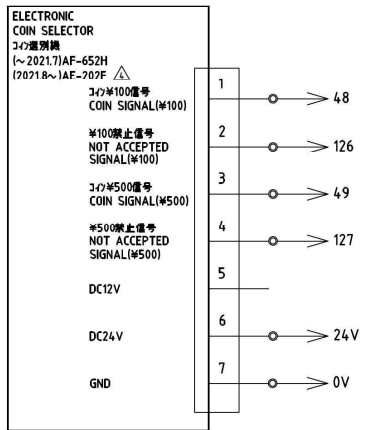 ELECTRONIC
COIN SELECTOR
コイン選別機
(~2021.7)AF-652H
(2021.8~)AF-202F 4
コイン¥100信号
COIN SIGNAL(¥100)
1
48
¥100禁止信号
NOT ACCEPTED
SIGNAL(¥100)
2
126
コイン¥500信号
COIN SIGNAL(¥500)
3
49
¥500禁止信号
NOT ACCEPTED
SIGNAL(¥500)
4
127
DC12V
5
DC24V
6
24V
GND
7
0V